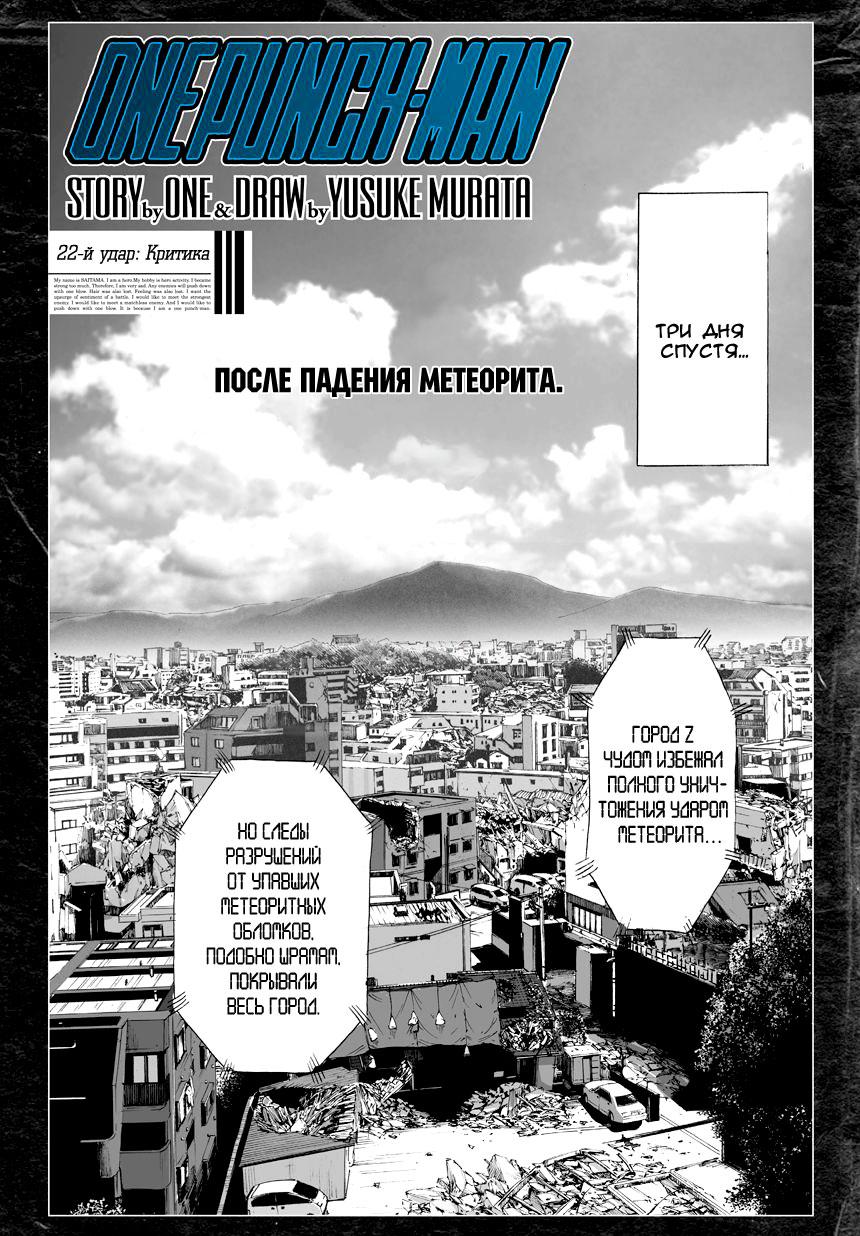 ONE PUNCH-MAN
STORY by ONE & DRAW by YUSUKE MURATA
22-й удар: Критика
My name is SAITAMA. I am a hero.My hobby is hero activity. I became
strong too much. Therefore, I am very sad. Any enemies will push down
with one blow. Hair was also lost. Feeling was also lost. I want the
upsurge of sentiment of a battle. I would like to meet the strongest
enemy. I would like to meet a matchless enemy. And I would like to
push down with one blow. It is because I am a one punch-man.
ТРИ ДНЯ
СПУСТЯ...
ПОСЛЕ ПАДЕНИЯ МЕТЕОРИТА.
ГОРОД Z
ЧУДОМ ИЗБЕЖАЛ
ПОЛНОГО УНИЧ-
ТОЖЕНИЯ УДАРОМ
МЕТЕОРИТА...
НО СЛЕДЫ
РАЗРУШЕНИЙ
ОТ УПАВШИХ
МЕТЕОРИТНЫХ
ОБЛОМКОВ,
ПОДОБНО ШРАМАМ,
ПОКРЫВАЛИ
ВЕСЬ ГОРОД.